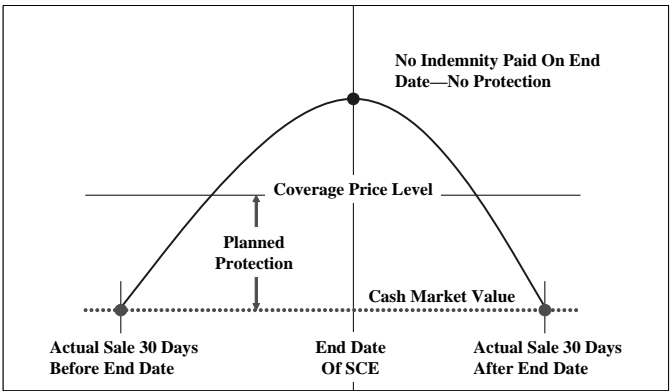 No Indemnity Paid On End
Date—No Protection
Coverage Price Level
Planned
Protection
Cash Market Value
Actual Sale 30 Days
Before End Date
End Date
Of SCE
Actual Sale 30 Days
After End Date